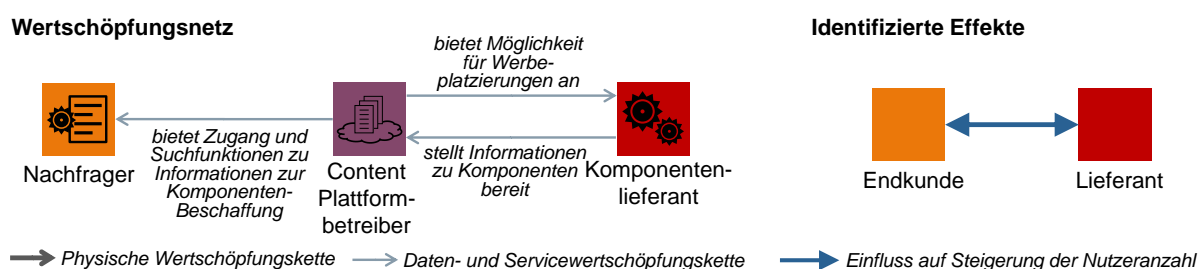 Wertschöpfungsnetz
Identifizierte Effekte
bietet Möglichkeit
für Werbe-
platzierungen an
bietet Zugang und
Suchfunktionen zu
Informationen zur
Komponenten-
Beschaffung
stellt Informationen
zu Komponenten
bereit
Nachfrager
Content
Plattform-
betreiber
Komponenten-
lieferant
Endkunde
Lieferant
Physische Wertschöpfungskette
Daten- und Servicewertschöpfungskette
Einfluss auf Steigerung der Nutzeranzahl